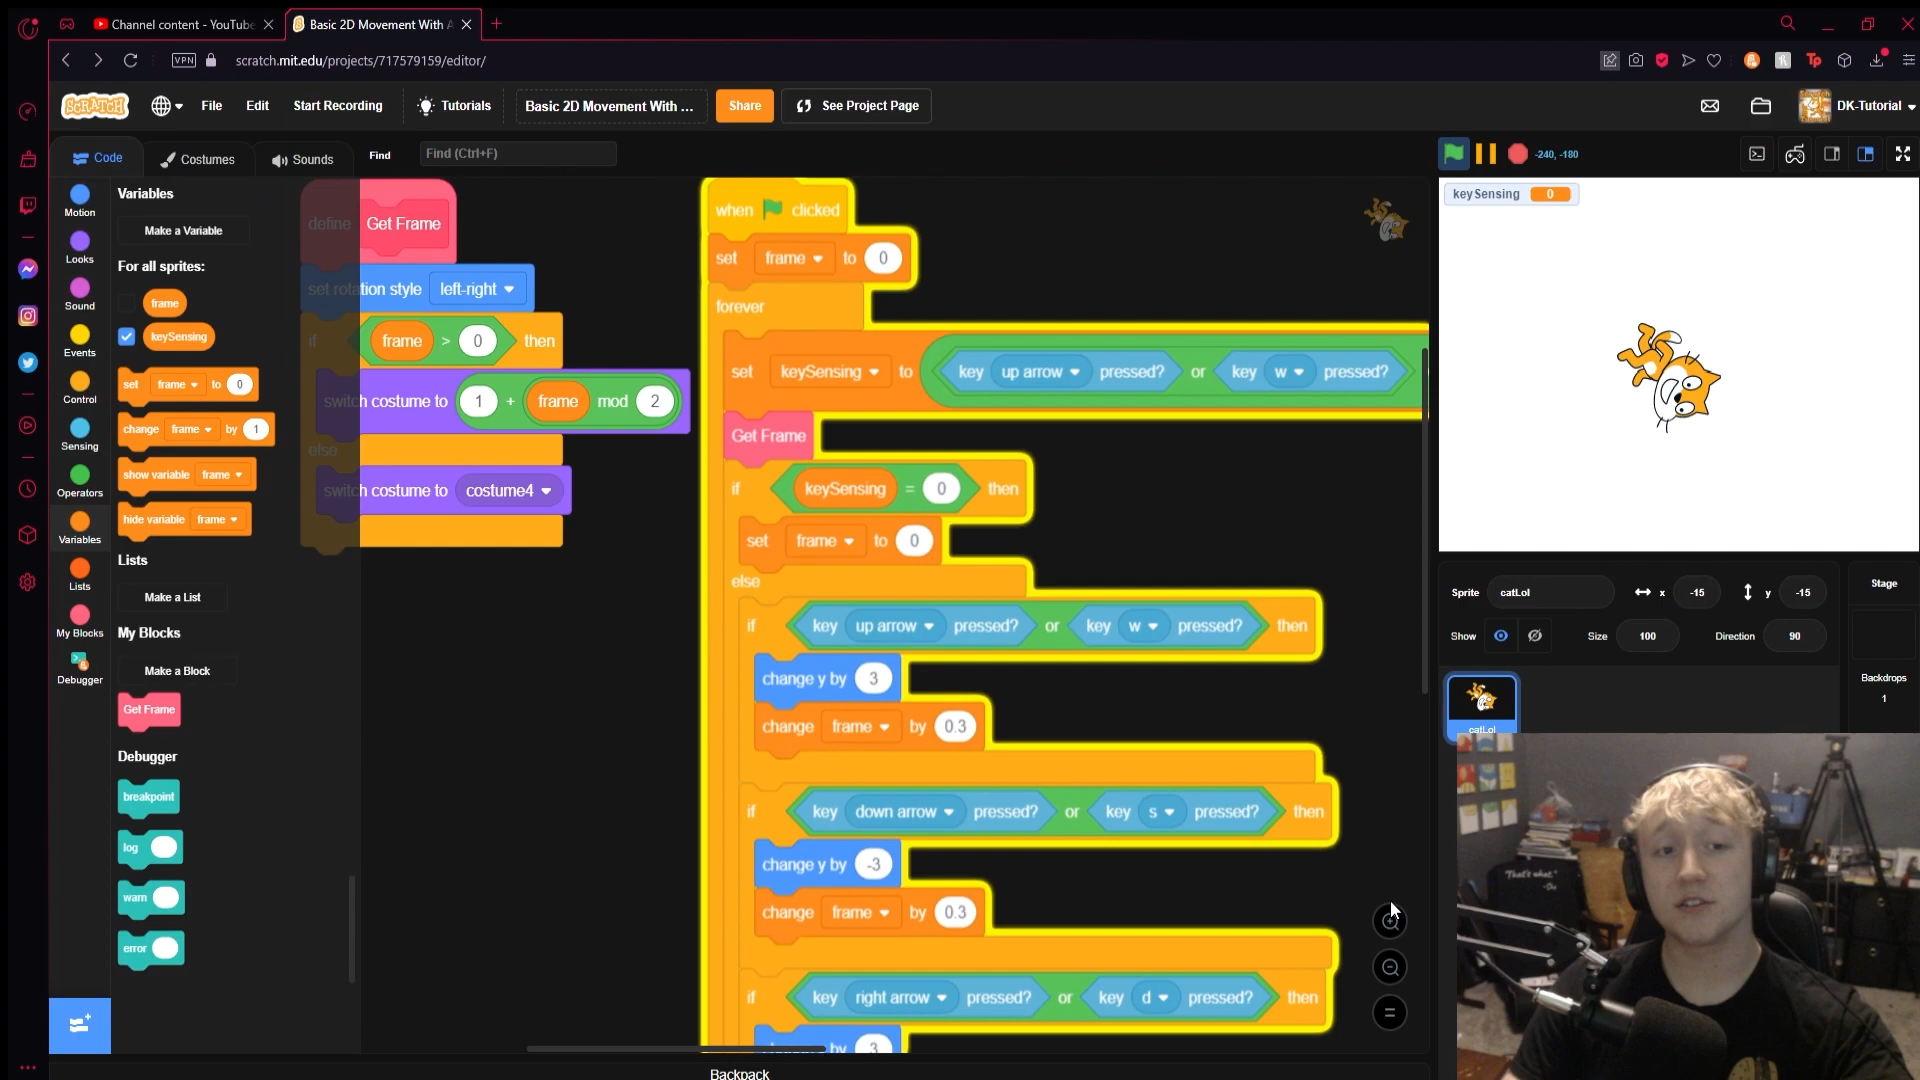 Channel content - YouTube
Basic 2D Movement With A
VPN
scratch.mit.edu/projects/717579159/editor/
Tp
SCRATCH
File
Edit
Start Recording
Tutorials
Basic 2D Movement With ...
Share
See Project Page
DK-Tutorial
Code
Costumes
Sounds
Find
Find (Ctrl+F)
-240, -180
Motion
Looks
Sound
Events
Control
Sensing
Operators
Variables
Lists
My Blocks
Debugger
Variables
Make a Variable
For all sprites:
frame
keySensing
set frame to 0
change frame by 1
show variable frame
hide variable frame
Lists
Make a List
My Blocks
Make a Block
Get Frame
Debugger
breakpoint
log
warn
error
define Get Frame
set rotation style left-right
if frame > 0 then
switch costume to 1 + frame mod 2
else
switch costume to costume4
when clicked
set frame to 0
forever
set keySensing to key up arrow pressed? or key w pressed?
Get Frame
if keySensing = 0 then
set frame to 0
else
if key up arrow pressed? or key w pressed? then
change y by 3
change frame by 0.3
if key down arrow pressed? or key s pressed? then
change y by -3
change frame by 0.3
if key right arrow pressed? or key d pressed? then
by 3
Backpack
keySensing 0
Sprite catLol x -15 y -15
Show Size 100 Direction 90
catLol
Stage
Backdrops
1
"That's what."